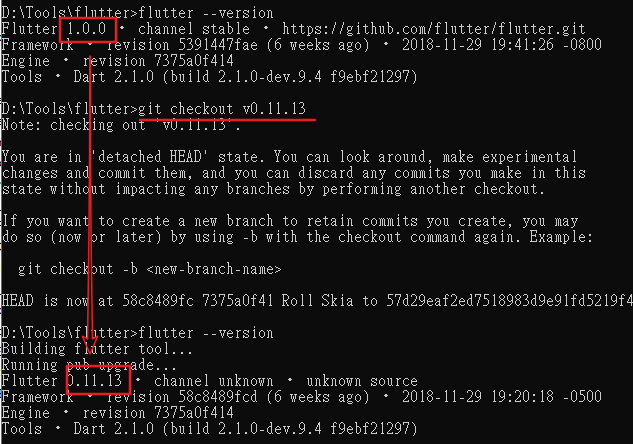 D:\Tools\flutter>flutter --version
Flutter 1.0.0 • channel stable • https://github.com/flutter/flutter.git
Framework • revision 5391447fae (6 weeks ago) • 2018-11-29 19:41:26 -0800
Engine • revision 7375a0f414
Tools • Dart 2.1.0 (build 2.1.0-dev.9.4 f9ebf21297)
D:\Tools\flutter>git checkout v0.11.13
Note: checking out 'v0.11.13'.
You are in 'detached HEAD' state. You can look around, make experimental
changes and commit them, and you can discard any commits you make in this
state without impacting any branches by performing another checkout.
If you want to create a new branch to retain commits you create, you may
do so (now or later) by using -b with the checkout command again. Example:
git checkout -b <new-branch-name>
HEAD is now at 58c8489fc 7375a0f41 Roll Skia to 57d29eaf2ed7518983d9e91fd5219f4
D:\Tools\flutter>flutter --version
Building flutter tool...
Running pub upgrade...
Flutter 0.11.13 • channel unknown • unknown source
Framework • revision 58c8489fcd (6 weeks ago) • 2018-11-29 19:20:18 -0500
Engine • revision 7375a0f414
Tools • Dart 2.1.0 (build 2.1.0-dev.9.4 f9ebf21297)